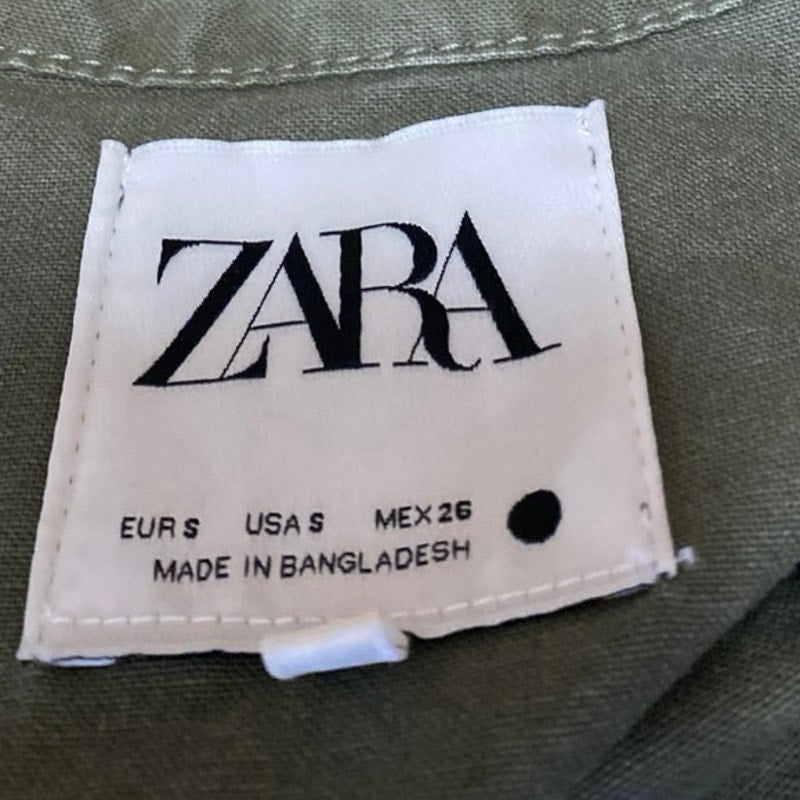 ZARA
EUR S USA S MEX 26
MADE IN BANGLADESH